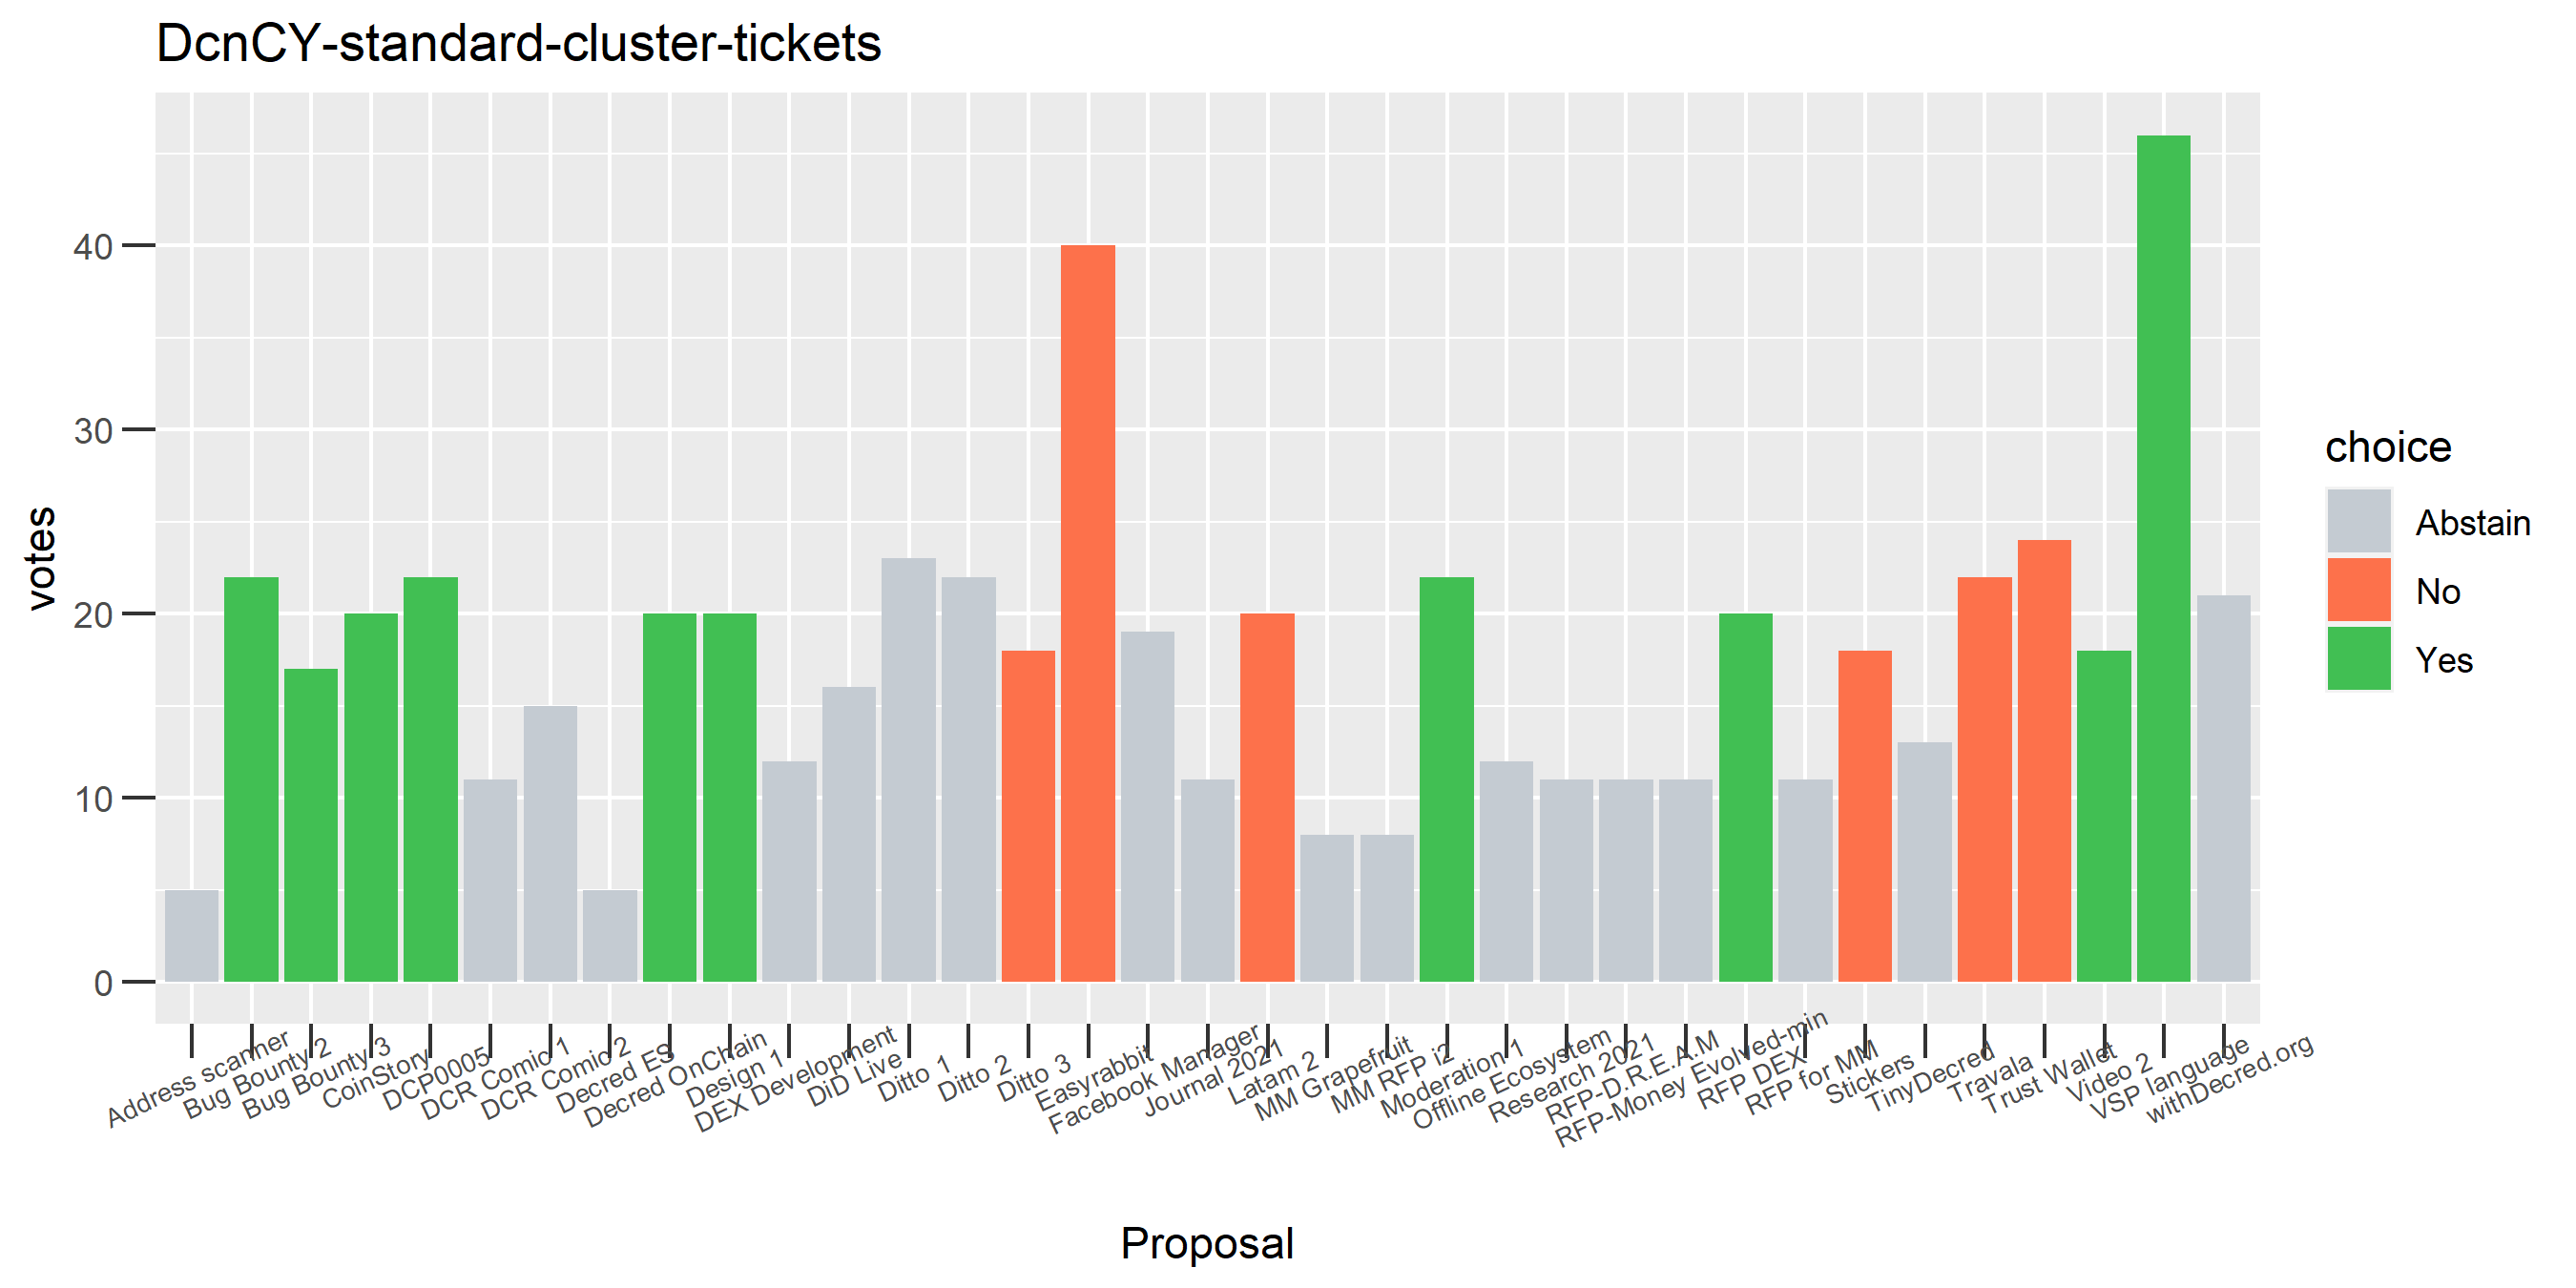 DcnCY-standard-cluster-tickets
votes
40
30
20
10
0
Address scanner
Bug Bounty 2
Bug Bounty 3
CoinStory
DCP0005
DCR Comic 1
DCR Comic 2
Decred ES
Decred OnChain
Design 1
DEX Development
DiD Live
Ditto 1
Ditto 2
Ditto 3
Easyrabbit
Facebook Manager
Journal 2021
Latam 2
MM Grapefruit
MM RFP i2
Moderation 1
Offline Ecosystem
Research 2021
RFP-D.R.E.A.M
RFP-Money Evolved-min
RFP DEX
RFP for MM
Stickers
TinyDecred
Travala
Trust Wallet
Video 2
VSP language
withDecred.org
Proposal
choice
Abstain
No
Yes